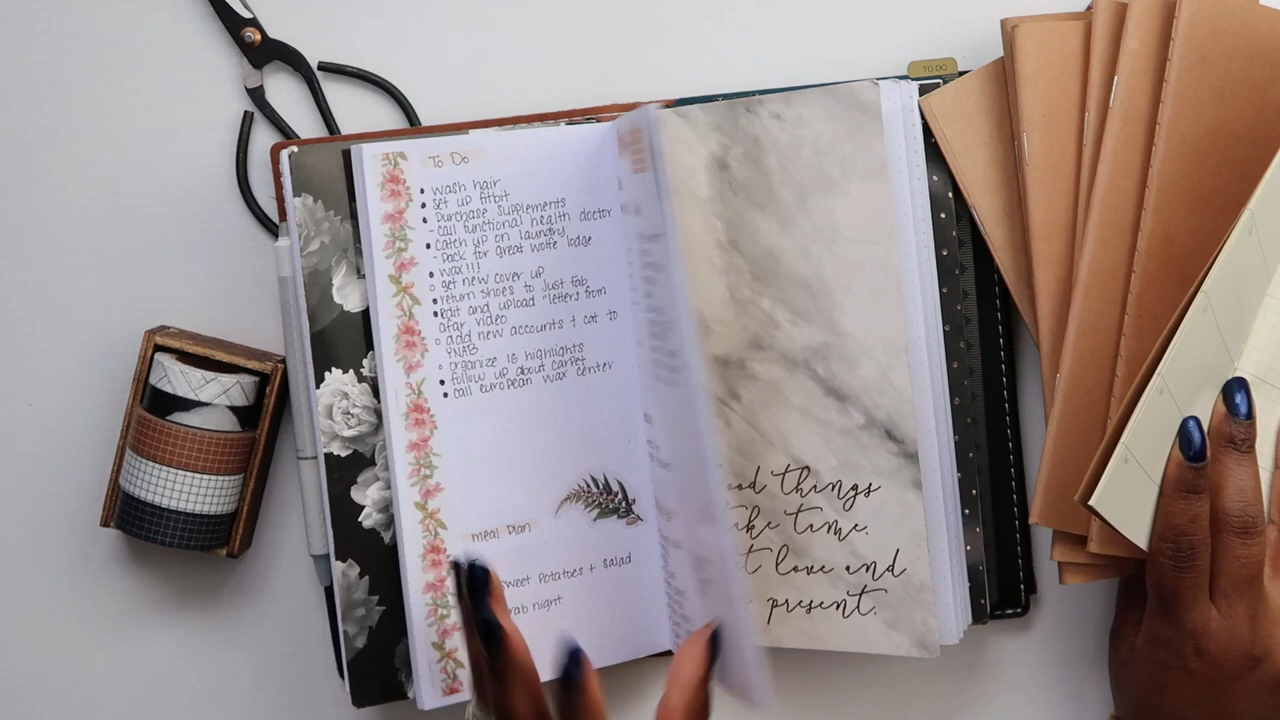 TO DO
To Do
wash hair
set up fitbit
Purchase supplements
- call functional health doctor
catch up on laundry
- pack for great wolfe lodge
wax!!!
get new cover up
return shoes to Just Fab
edit and upload "letters from
afar video
add new accounts + cat to
YNAB
organize IG highlights
follow up about carpet
call european wax center
meal plan
sweet potatoes + salad
night
things
take time.
love and
present.